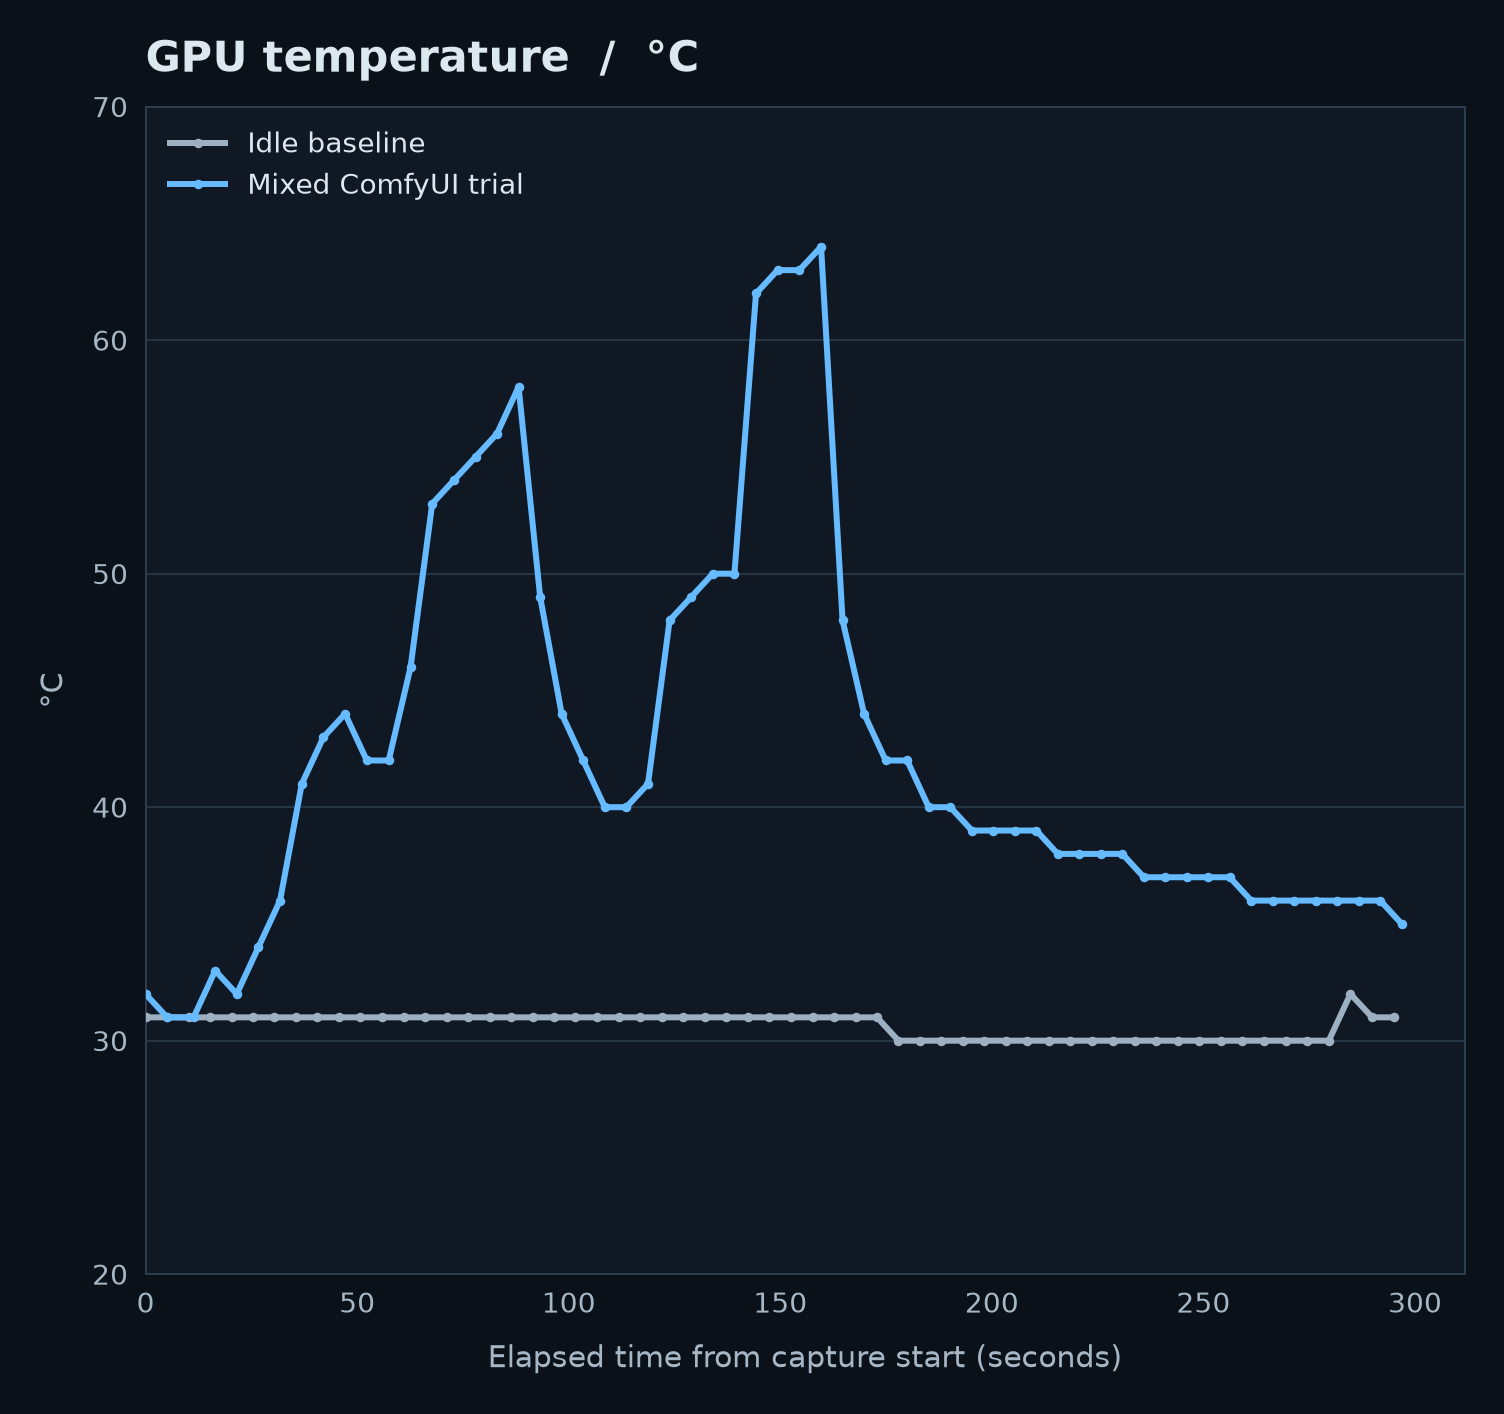 GPU temperature / °C
Idle baseline
Mixed ComfyUI trial
70
60
50
40
30
20
°C
0 50 100 150 200 250 300
Elapsed time from capture start (seconds)